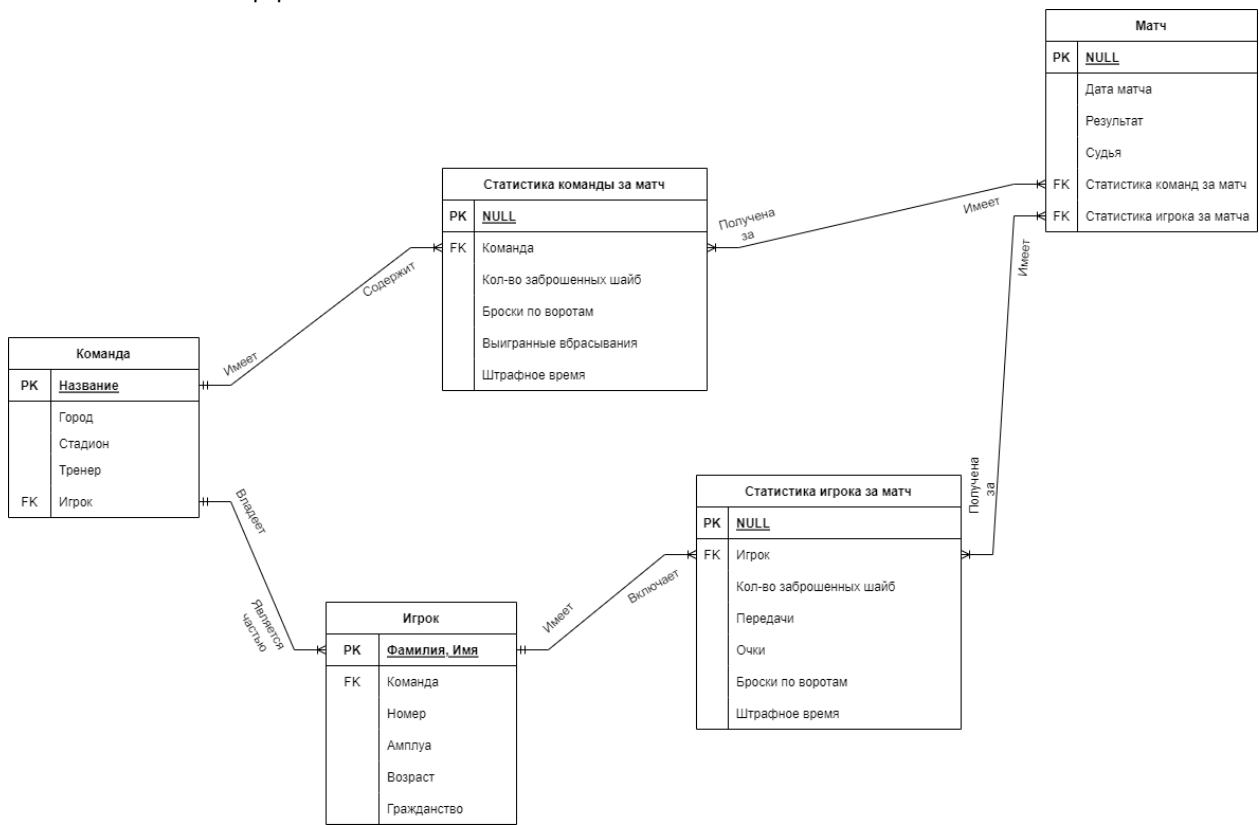 Матч
PK NULL
Дата матча
Результат
Судья
FK Статистика команд за матч
FK Статистика игрока за матча
Статистика команды за матч
PK NULL
FK Команда
Кол-во заброшенных шайб
Броски по воротам
Выигранные вбрасывания
Штрафное время
Получена
за
Имеет
Имеет
Содержит
Имеет
Команда
PK Название
Город
Стадион
Тренер
FK Игрок
Владеет
Является
частью
Получена
за
Статистика игрока за матч
PK NULL
FK Игрок
Кол-во заброшенных шайб
Передачи
Очки
Броски по воротам
Штрафное время
Включает
Имеет
Игрок
PK Фамилия, Имя
FK Команда
Номер
Амплуа
Возраст
Гражданство